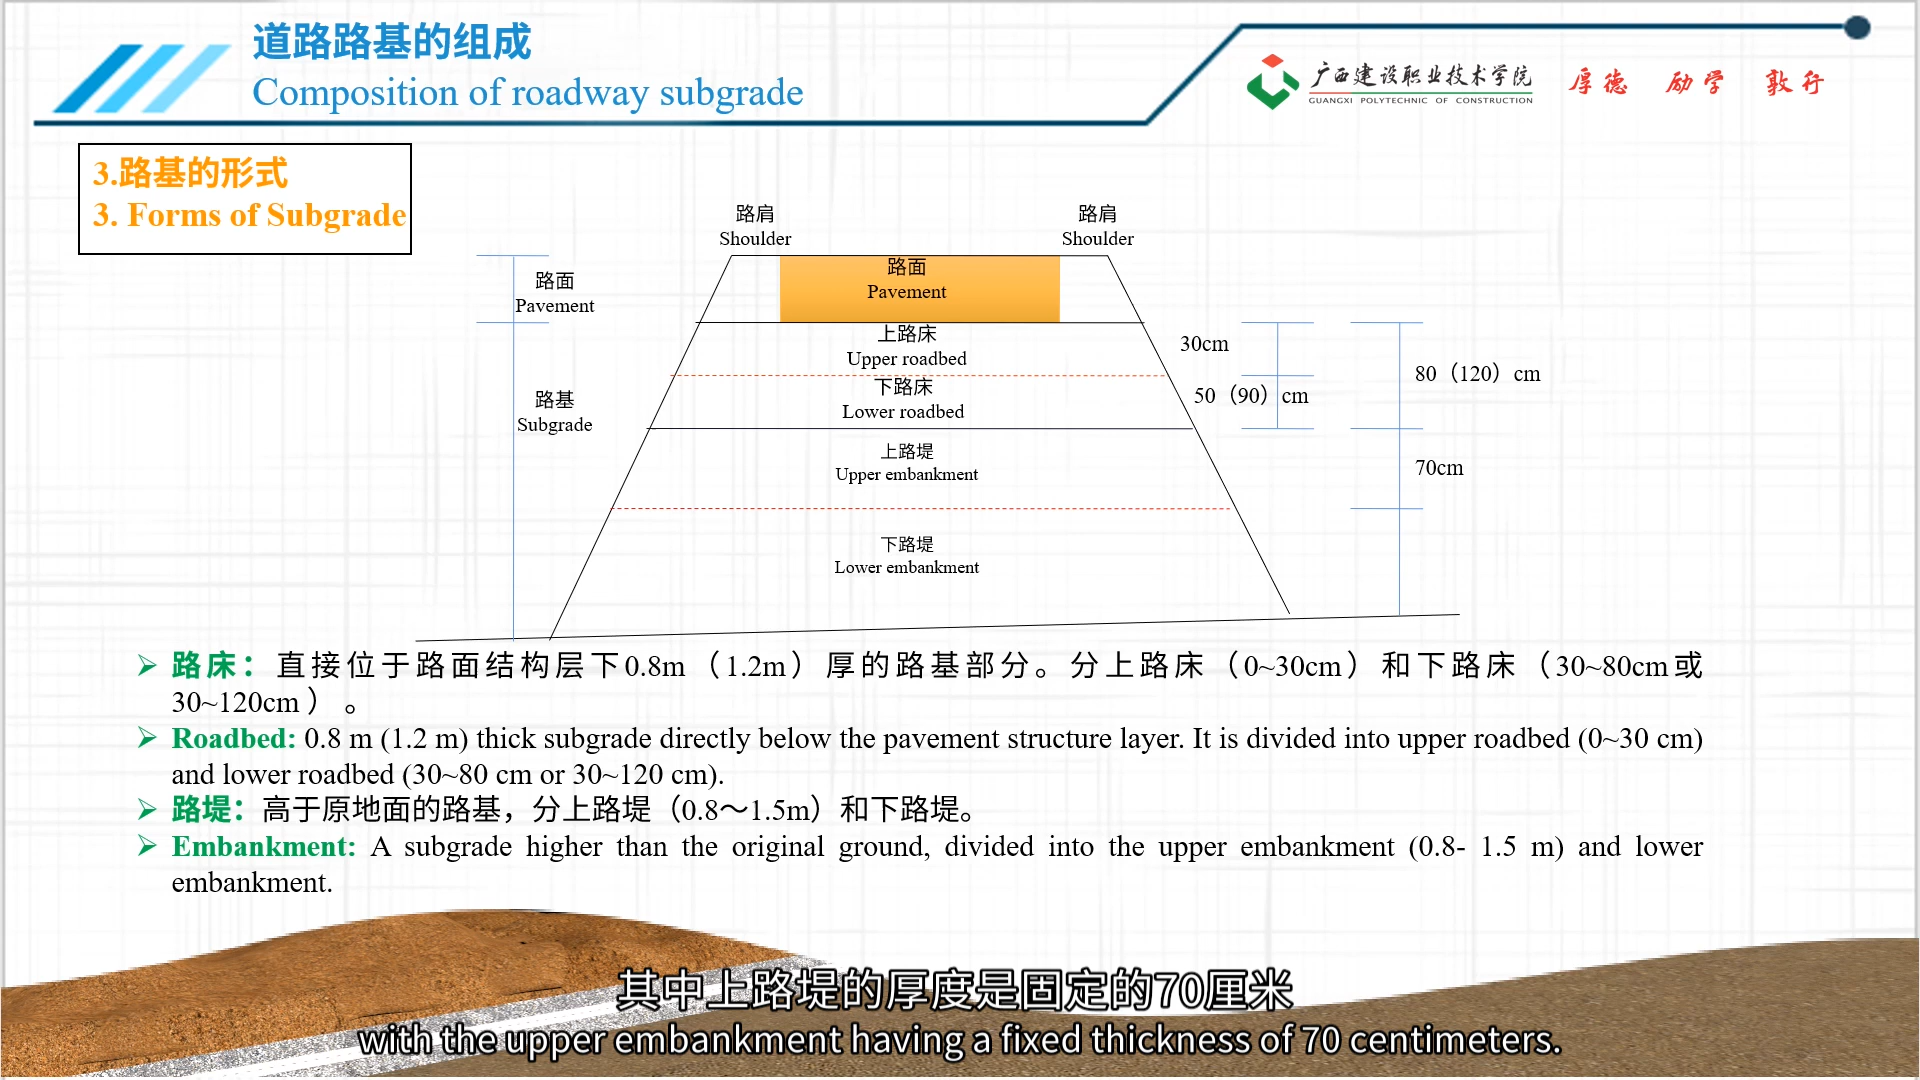 道路路基的组成
Composition of roadway subgrade
广西建设职业技术学院
GUANGXI POLYTECHNIC OF CONSTRUCTION
厚德 励学 敦行
3.路基的形式
3. Forms of Subgrade
路肩
Shoulder
路肩
Shoulder
路面
Pavement
路面
Pavement
上路床
Upper roadbed
30cm
80（120）cm
下路床
Lower roadbed
50（90）cm
路基
Subgrade
上路堤
Upper embankment
70cm
下路堤
Lower embankment
路床：直接位于路面结构层下0.8m（1.2m）厚的路基部分。分上路床（0~30cm）和下路床（30~80cm或
30~120cm）。
Roadbed: 0.8 m (1.2 m) thick subgrade directly below the pavement structure layer. It is divided into upper roadbed (0~30 cm)
and lower roadbed (30~80 cm or 30~120 cm).
路堤：高于原地面的路基，分上路堤（0.8～1.5m）和下路堤。
Embankment: A subgrade higher than the original ground, divided into the upper embankment (0.8- 1.5 m) and lower
embankment.
其中上路堤的厚度是固定的70厘米
with the upper embankment having a fixed thickness of 70 centimeters.